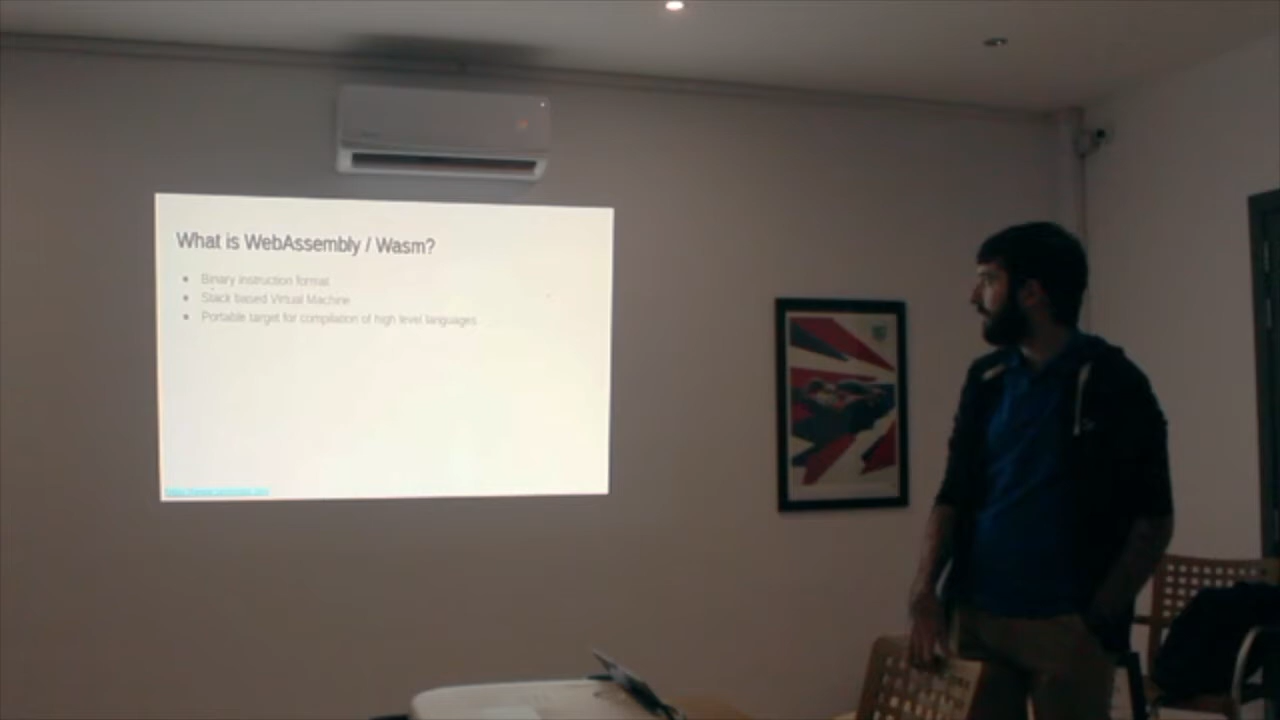 What is WebAssembly / Wasm?
Binary instruction format
Stack based Virtual Machine
Portable target for compilation of high level languages